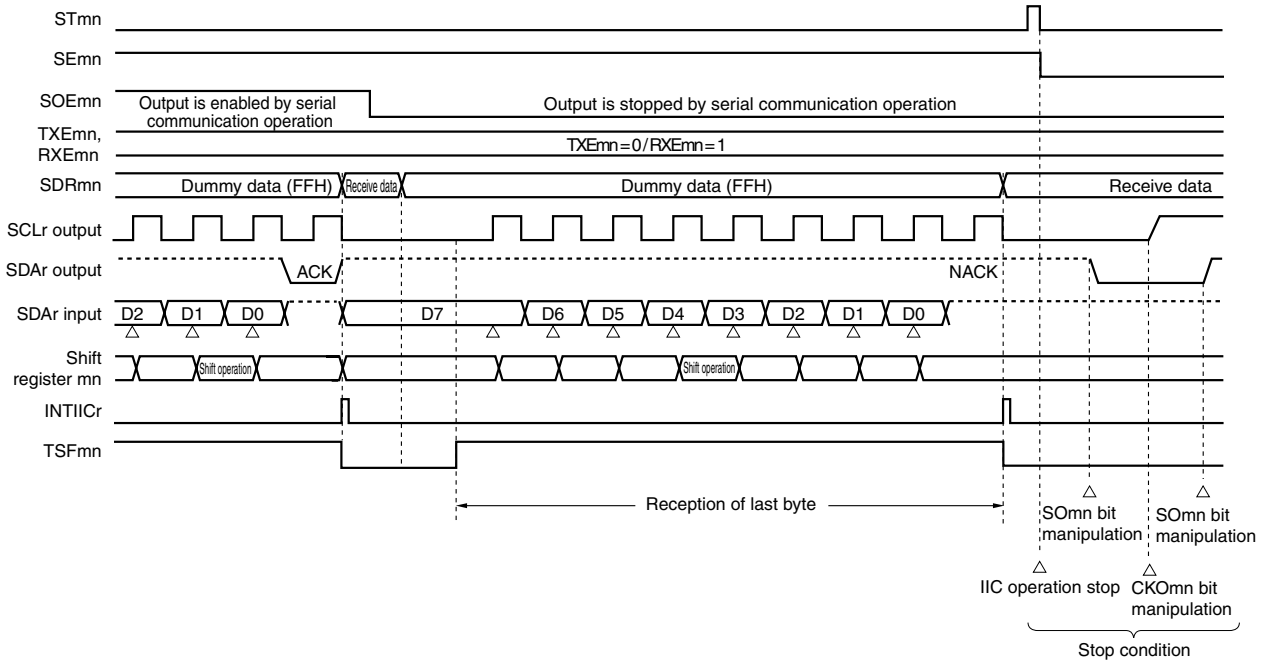 STmn
SEmn
SOEmn
Output is enabled by serial
communication operation
Output is stopped by serial communication operation
TXEmn,
RXEmn
TXEmn=0/RXEmn=1
SDRmn
Dummy data (FFH)
Receive data
Dummy data (FFH)
Receive data
SCLr output
SDAr output
ACK
NACK
SDAr input
D2
D1
D0
D7
D6
D5
D4
D3
D2
D1
D0
Shift
register mn
Shift operation
Shift operation
INTIICr
TSFmn
Reception of last byte
SOmn bit
manipulation
SOmn bit
manipulation
IIC operation stop
CKOmn bit
manipulation
Stop condition